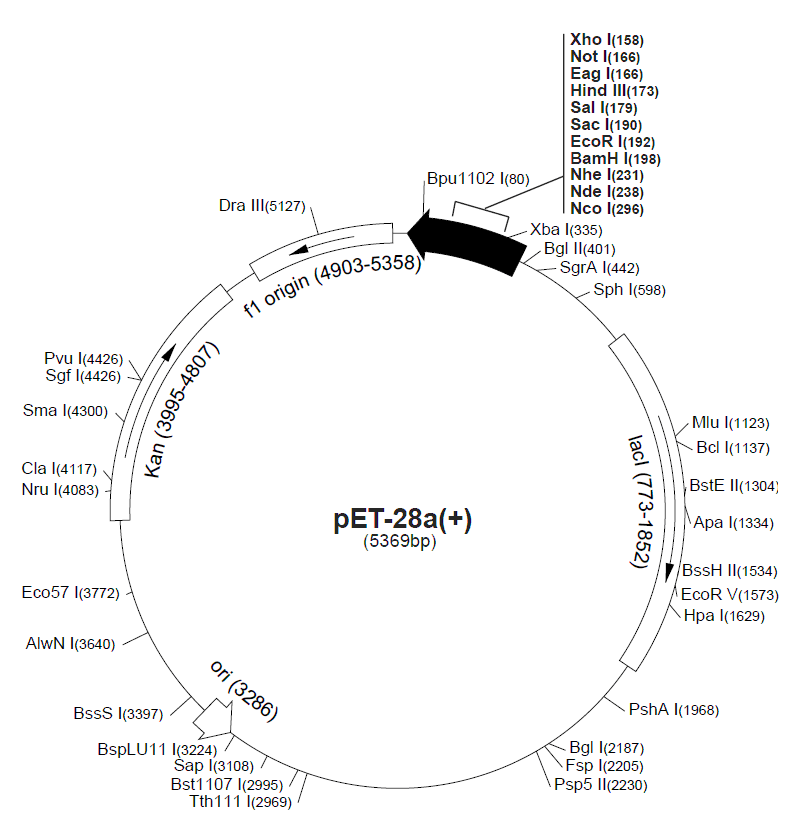 Xho I(158)
Not I(166)
Eag I(166)
Hind III(173)
Sal I(179)
Sac I(190)
EcoR I(192)
BamH I(198)
Nhe I(231)
Nde I(238)
Nco I(296)
Bpu1102 I(80)
Dra III(5127)
Xba I(335)
Bgl II(401)
SgrA I(442)
Sph I(598)
f1 origin (4903-5358)
Pvu I(4426)
Sgf I(4426)
Sma I(4300)
Kan (3995-4807)
Cla I(4117)
Nru I(4083)
Mlu I(1123)
Bcl I(1137)
lacI (773-1852)
BstE II(1304)
Apa I(1334)
pET-28a(+)
(5369bp)
BssH II(1534)
EcoR V(1573)
Hpa I(1629)
Eco57 I(3772)
AlwN I(3640)
ori (3286)
BssS I(3397)
PshA I(1968)
BspLU11 I(3224)
Sap I(3108)
Bst1107 I(2995)
Tth111 I(2969)
Bgl I(2187)
Fsp I(2205)
Psp5 II(2230)